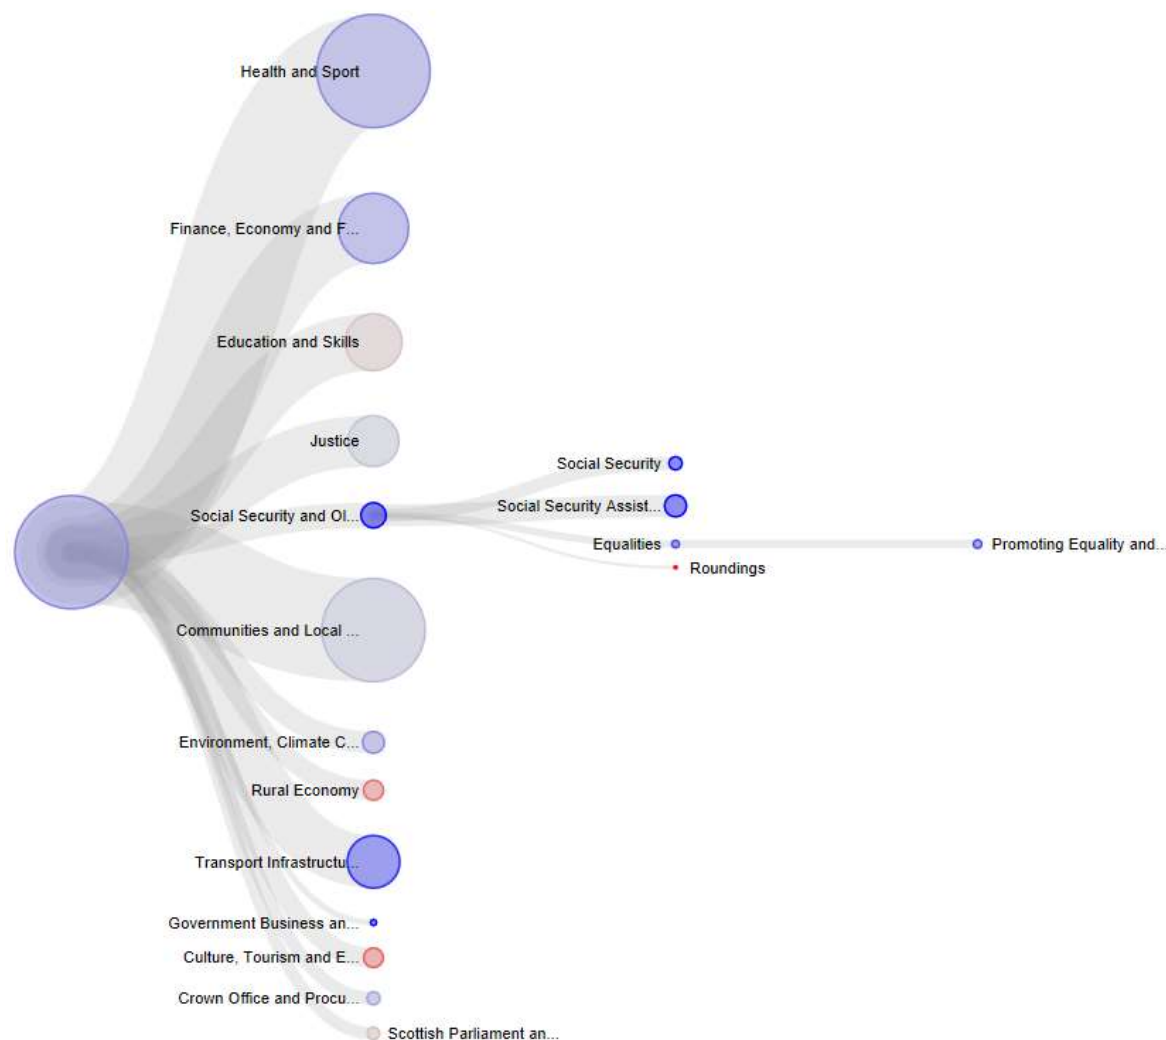 Health and Sport
Finance, Economy and F...
Education and Skills
Justice
Social Security
Social Security Assist...
Social Security and Ol...
Equalities
Promoting Equality and...
Roundings
Communities and Local ...
Environment, Climate C...
Rural Economy
Transport Infrastructu...
Government Business an...
Culture, Tourism and E...
Crown Office and Procu...
Scottish Parliament an...